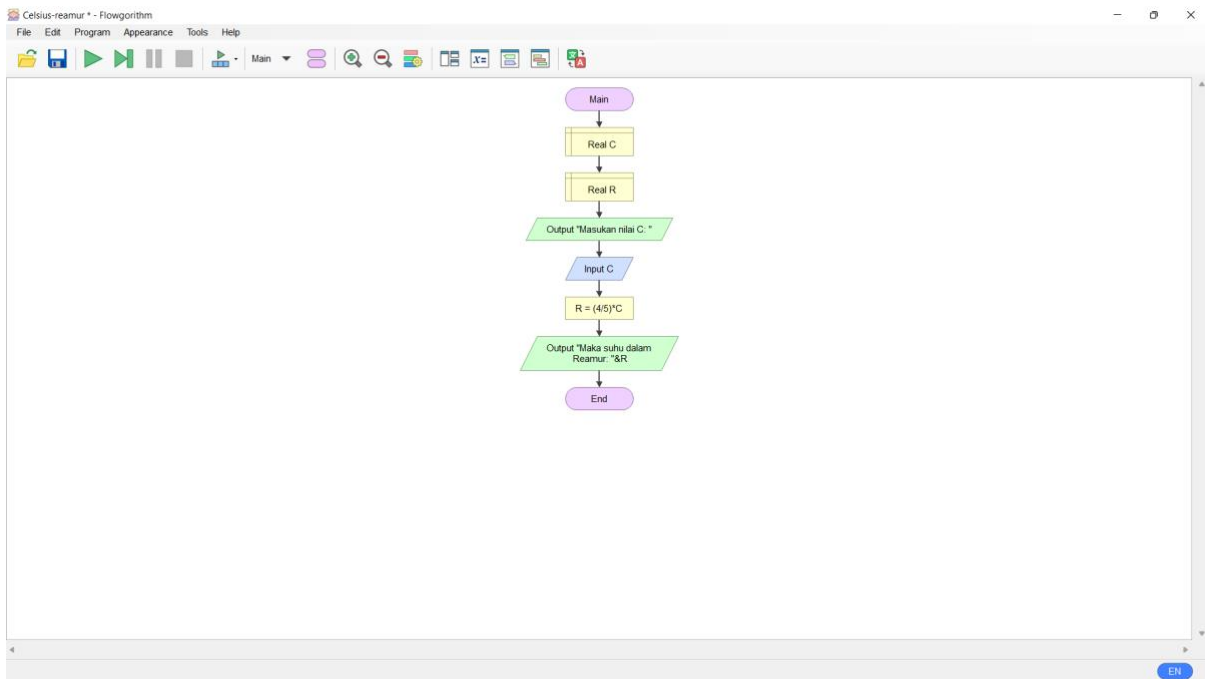 Celsius-reamur * - Flowgorithm
File Edit Program Appearance Tools Help
Main
x=
A
Main
Real C
Real R
Output "Masukan nilai C: "
Input C
R = (4/5)*C
Output "Maka suhu dalam
Reamur: "&R
End
EN